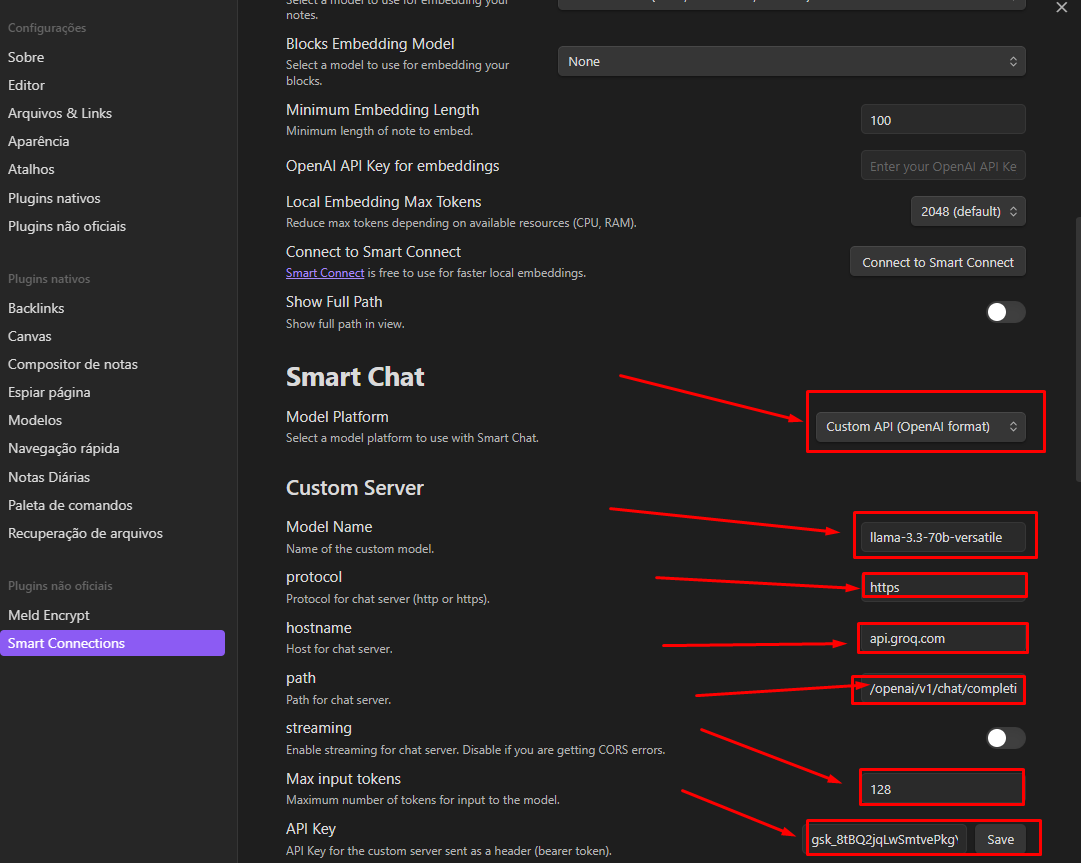 Configurações
Sobre
Editor
Arquivos & Links
Aparência
Atalhos
Plugins nativos
Plugins não oficiais
Plugins nativos
Backlinks
Canvas
Compositor de notas
Espiar página
Modelos
Navegação rápida
Notas Diárias
Paleta de comandos
Recuperação de arquivos
Plugins não oficiais
Meld Encrypt
Smart Connections
Select a model to use for embedding your
notes.
Blocks Embedding Model
Select a model to use for embedding your
blocks.
None
Minimum Embedding Length
Minimum length of note to embed.
100
OpenAI API Key for embeddings
Enter your OpenAI API Ke
Local Embedding Max Tokens
Reduce max tokens depending on available resources (CPU, RAM).
2048 (default)
Connect to Smart Connect
Smart Connect is free to use for faster local embeddings.
Connect to Smart Connect
Show Full Path
Show full path in view.
Smart Chat
Model Platform
Select a model platform to use with Smart Chat.
Custom API (OpenAI format)
Custom Server
Model Name
Name of the custom model.
llama-3.3-70b-versatile
protocol
Protocol for chat server (http or https).
https
hostname
Host for chat server.
api.groq.com
path
Path for chat server.
/openai/v1/chat/completi
streaming
Enable streaming for chat server. Disable if you are getting CORS errors.
Max input tokens
Maximum number of tokens for input to the model.
128
API Key
API Key for the custom server sent as a header (bearer token).
gsk_8tBQ2jqLwSmtvePkgY
Save